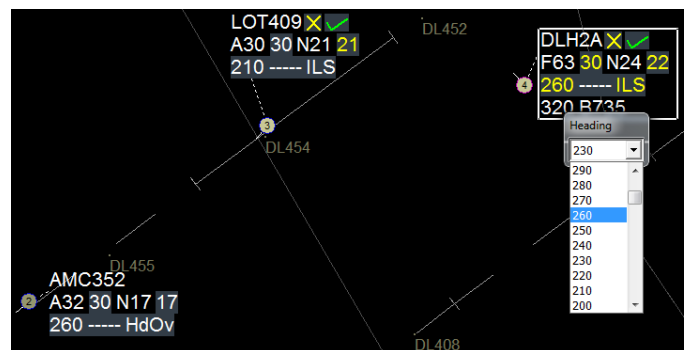 LOT409
A30 30 N21 21
210 ----- ILS
DL452
DLH2A
F63 30 N24 22
260 ----- ILS
320 B735
Heading
230
290
280
270
260
250
240
230
220
210
200
4
3
DL454
DL455
AMC352
2
A32 30 N17 17
260 ----- HdOv
DL408